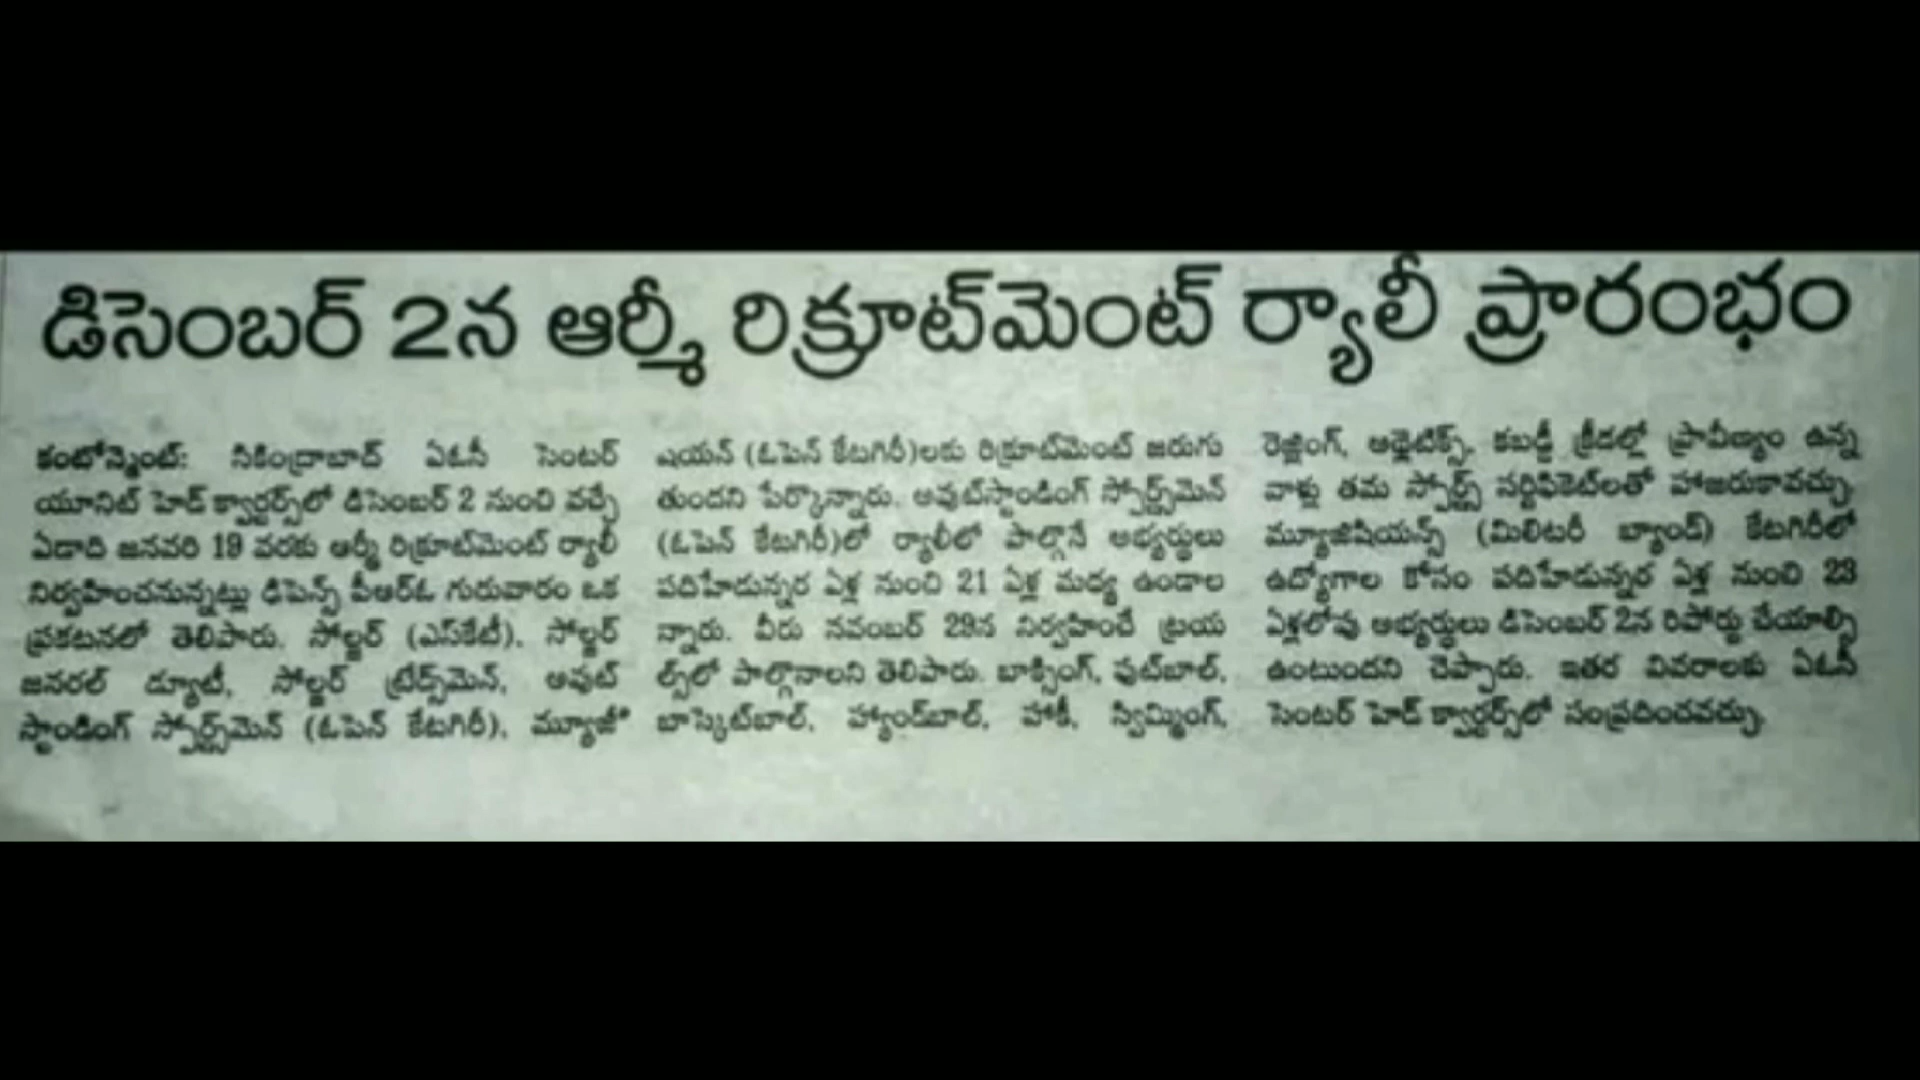 డిసెంబర్ 2న ఆర్మీ రిక్రూట్‌మెంట్ ర్యాలీ ప్రారంభం
కంటోన్మెంట్: సికింద్రాబాద్ ఏఓసీ సెంటర్
యూనిట్ హెడ్ క్వార్టర్స్‌లో డిసెంబర్ 2 నుంచి వచ్చే
ఏడాది జనవరి 19 వరకు ఆర్మీ రిక్రూట్‌మెంట్ ర్యాలీ
నిర్వహించనున్నట్లు డిఫెన్స్ పీఆర్ఓ గురువారం ఒక
ప్రకటనలో తెలిపారు. సోల్జర్ (ఎస్‌కేటీ), సోల్జర్
జనరల్ డ్యూటీ, సోల్జర్ ట్రేడ్స్‌మెన్, అవుట్
స్టాండింగ్ స్పోర్ట్స్‌మెన్ (ఓపెన్ కేటగిరీ), మ్యూజీ
షియన్ (ఓపెన్ కేటగిరీ)లకు రిక్రూట్‌మెంట్ జరుగు
తుందని పేర్కొన్నారు. అవుట్‌స్టాండింగ్ స్పోర్ట్స్‌మెన్
(ఓపెన్ కేటగిరీ)లో ర్యాలీలో పాల్గొనే అభ్యర్థులు
పదిహేడున్నర ఏళ్ల నుంచి 21 ఏళ్ల మధ్య ఉండాల
న్నారు. వీరు నవంబర్ 29న నిర్వహించే ట్రయ
ల్స్‌లో పాల్గొనాలని తెలిపారు. బాక్సింగ్, ఫుట్‌బాల్,
బాస్కెట్‌బాల్, హ్యాండ్‌బాల్, హాకీ, స్విమ్మింగ్,
రెజ్లింగ్, అథ్లెటిక్స్, కబడ్డీ క్రీడల్లో ప్రావీణ్యం ఉన్న
వాళ్లు తమ స్పోర్ట్స్ సర్టిఫికెట్‌లతో హాజరుకావచ్చు.
మ్యూజిషియన్స్ (మిలిటరీ బ్యాండ్) కేటగిరీలో
ఉద్యోగాల కోసం పదిహేడున్నర ఏళ్ల నుంచి 23
ఏళ్లలోపు అభ్యర్థులు డిసెంబర్ 2న రిపోర్టు చేయాల్సి
ఉంటుందని చెప్పారు. ఇతర వివరాలకు ఏఓసీ
సెంటర్ హెడ్ క్వార్టర్స్‌లో సంప్రదించవచ్చు.